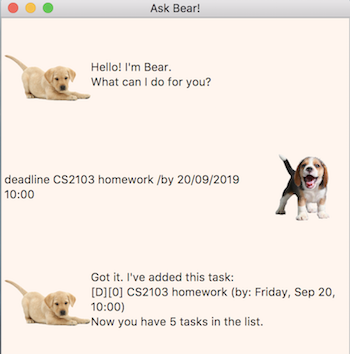 Ask Bear!
Hello! I'm Bear.
What can I do for you?
deadline CS2103 homework /by 20/09/2019
10:00
Got it. I've added this task:
[D][0] CS2103 homework (by: Friday, Sep 20,
10:00)
Now you have 5 tasks in the list.